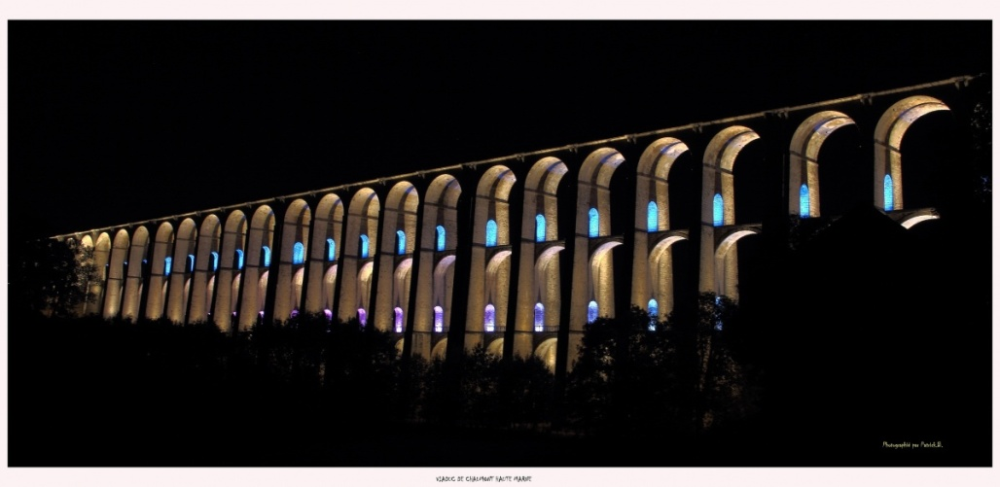 Photographié par Patrick.B.
VIADUC DE CHAUMONT HAUTE MARNE